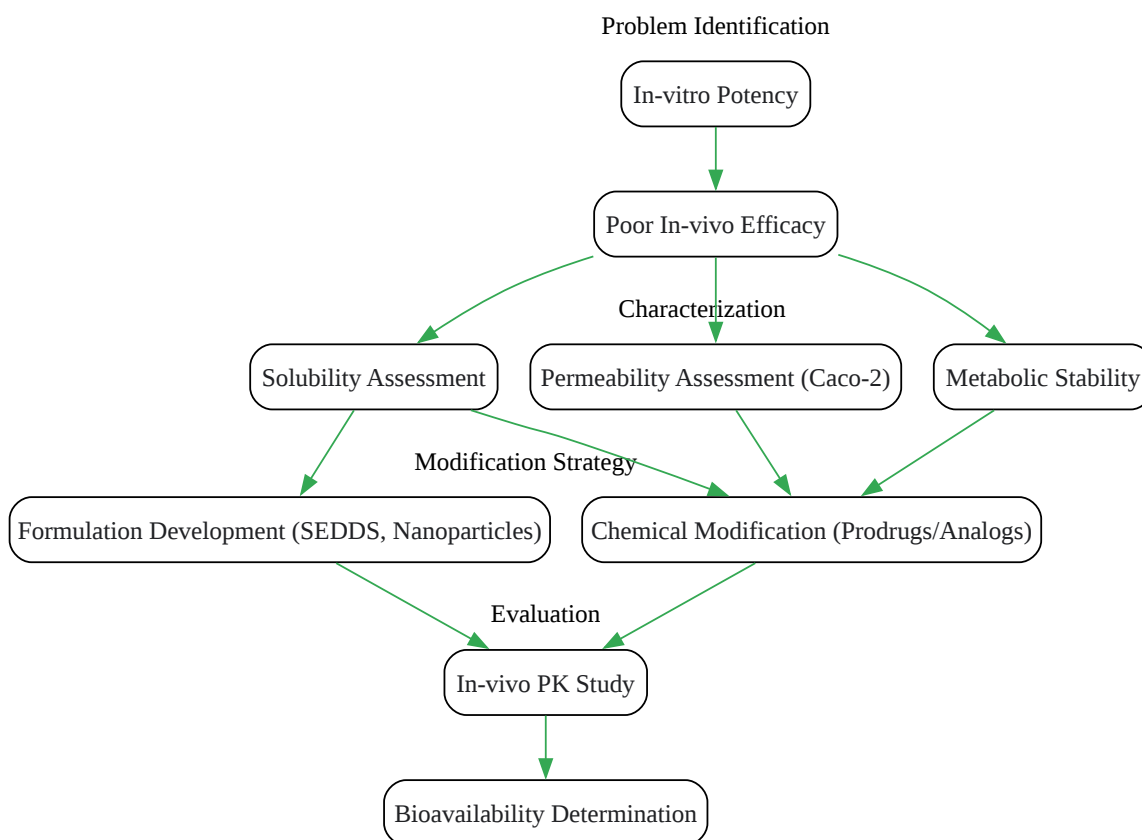 Problem Identification
In-vitro Potency
Poor In-vivo Efficacy
Characterization
Solubility Assessment
Permeability Assessment (Caco-2)
Metabolic Stability
Modification Strategy
Formulation Development (SEDDS, Nanoparticles)
Chemical Modification (Prodrugs/Analogs)
Evaluation
In-vivo PK Study
Bioavailability Determination